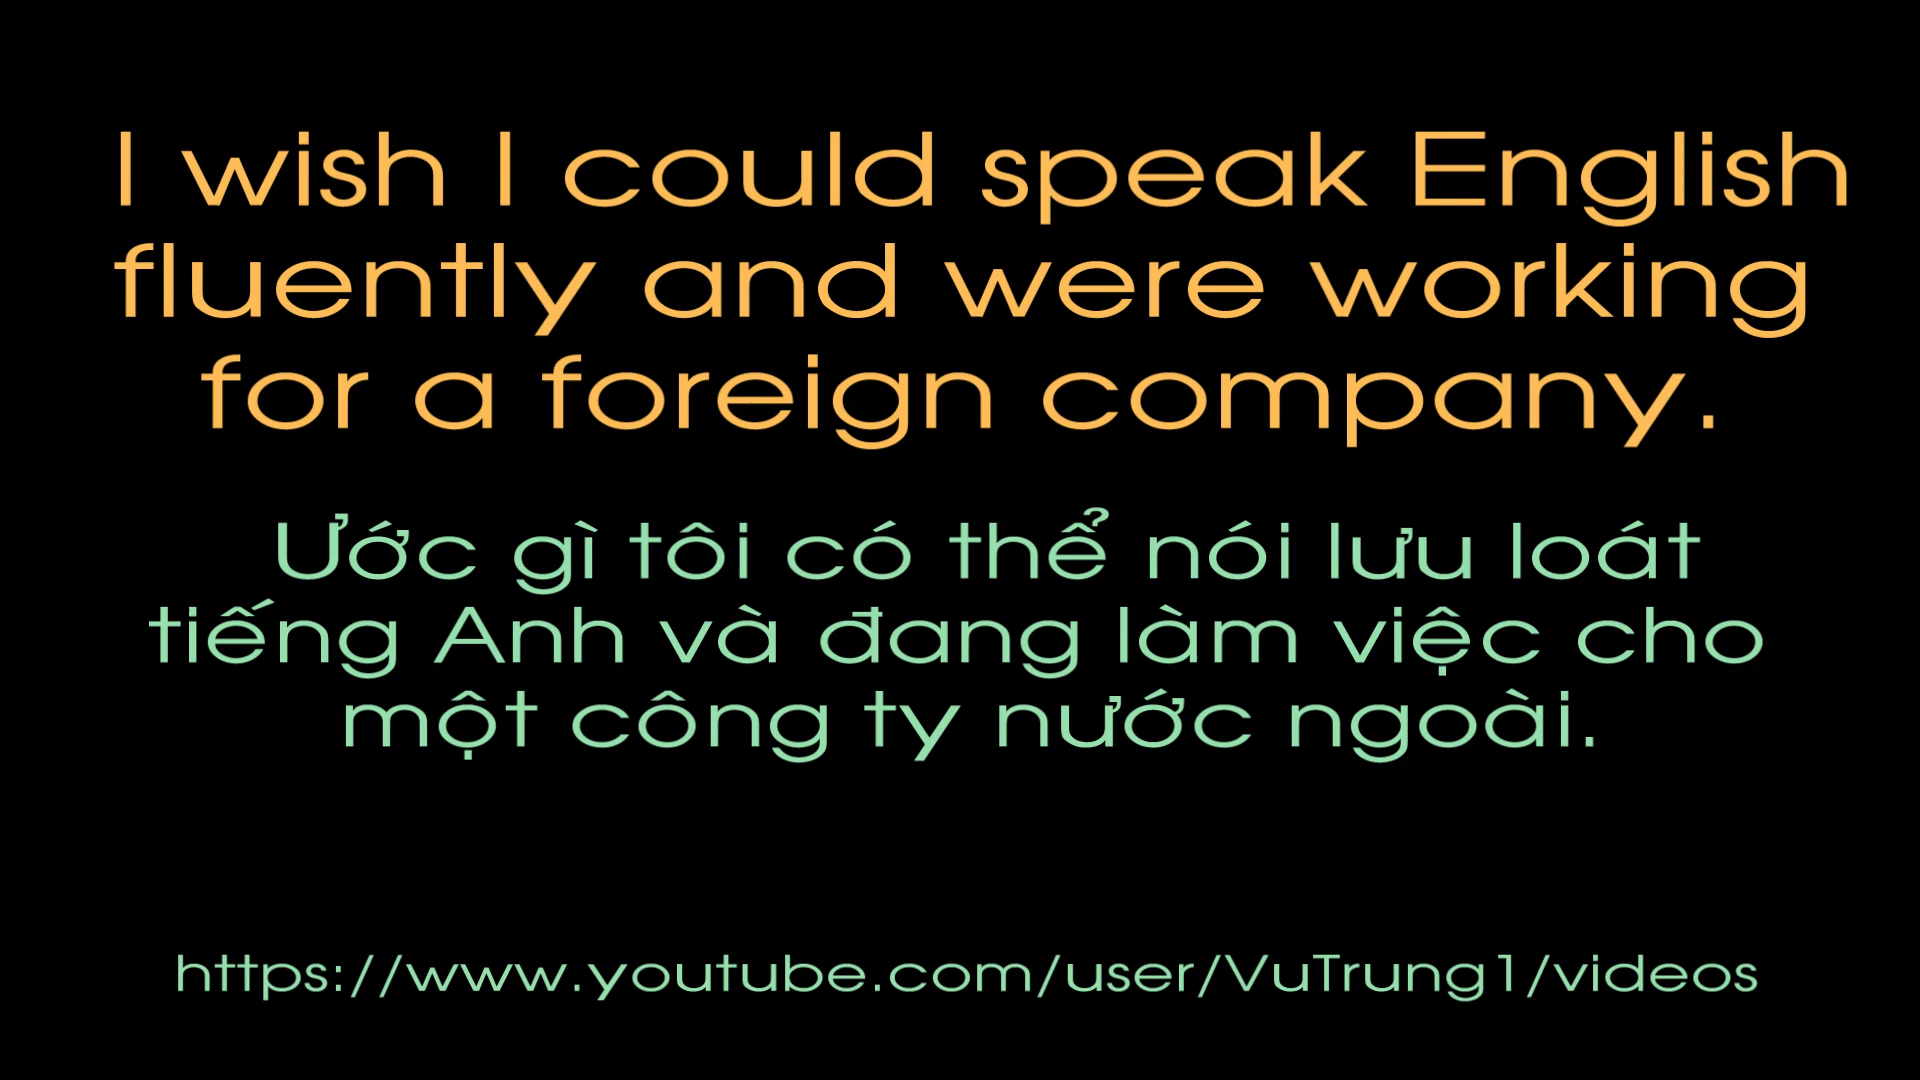 I wish I could speak English
fluently and were working
for a foreign company.
Ước gì tôi có thể nói lưu loát
tiếng Anh và đang làm việc cho
một công ty nước ngoài.
https://www.youtube.com/user/VuTrung1/videos